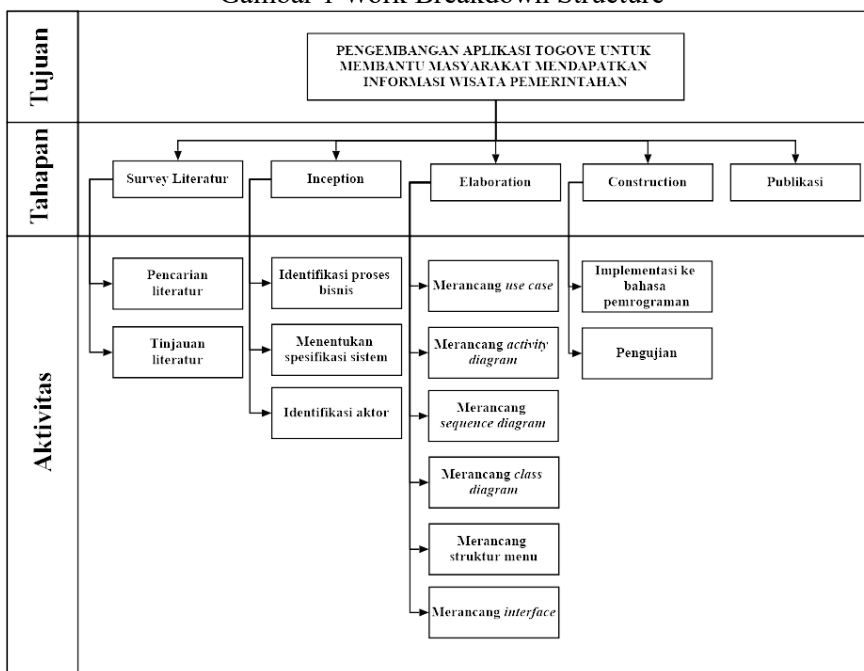 Gambar 1 Work Breakdown Structure
Tujuan
PENGEMBANGAN APLIKASI TOGOVE UNTUK
MEMBANTU MASYARAKAT MENDAPATKAN
INFORMASI WISATA PEMERINTAHAN
Tahapan
Survey Literatur
Inception
Elaboration
Construction
Publikasi
Aktivitas
Pencarian
literatur
Tinjauan
literatur
Identifikasi proses
bisnis
Menentukan
spesifikasi sistem
Identifikasi aktor
Merancang use case
Merancang activity
diagram
Merancang
sequence diagram
Merancang class
diagram
Merancang
struktur menu
Merancang interface
Implementasi ke
bahasa
pemrograman
Pengujian